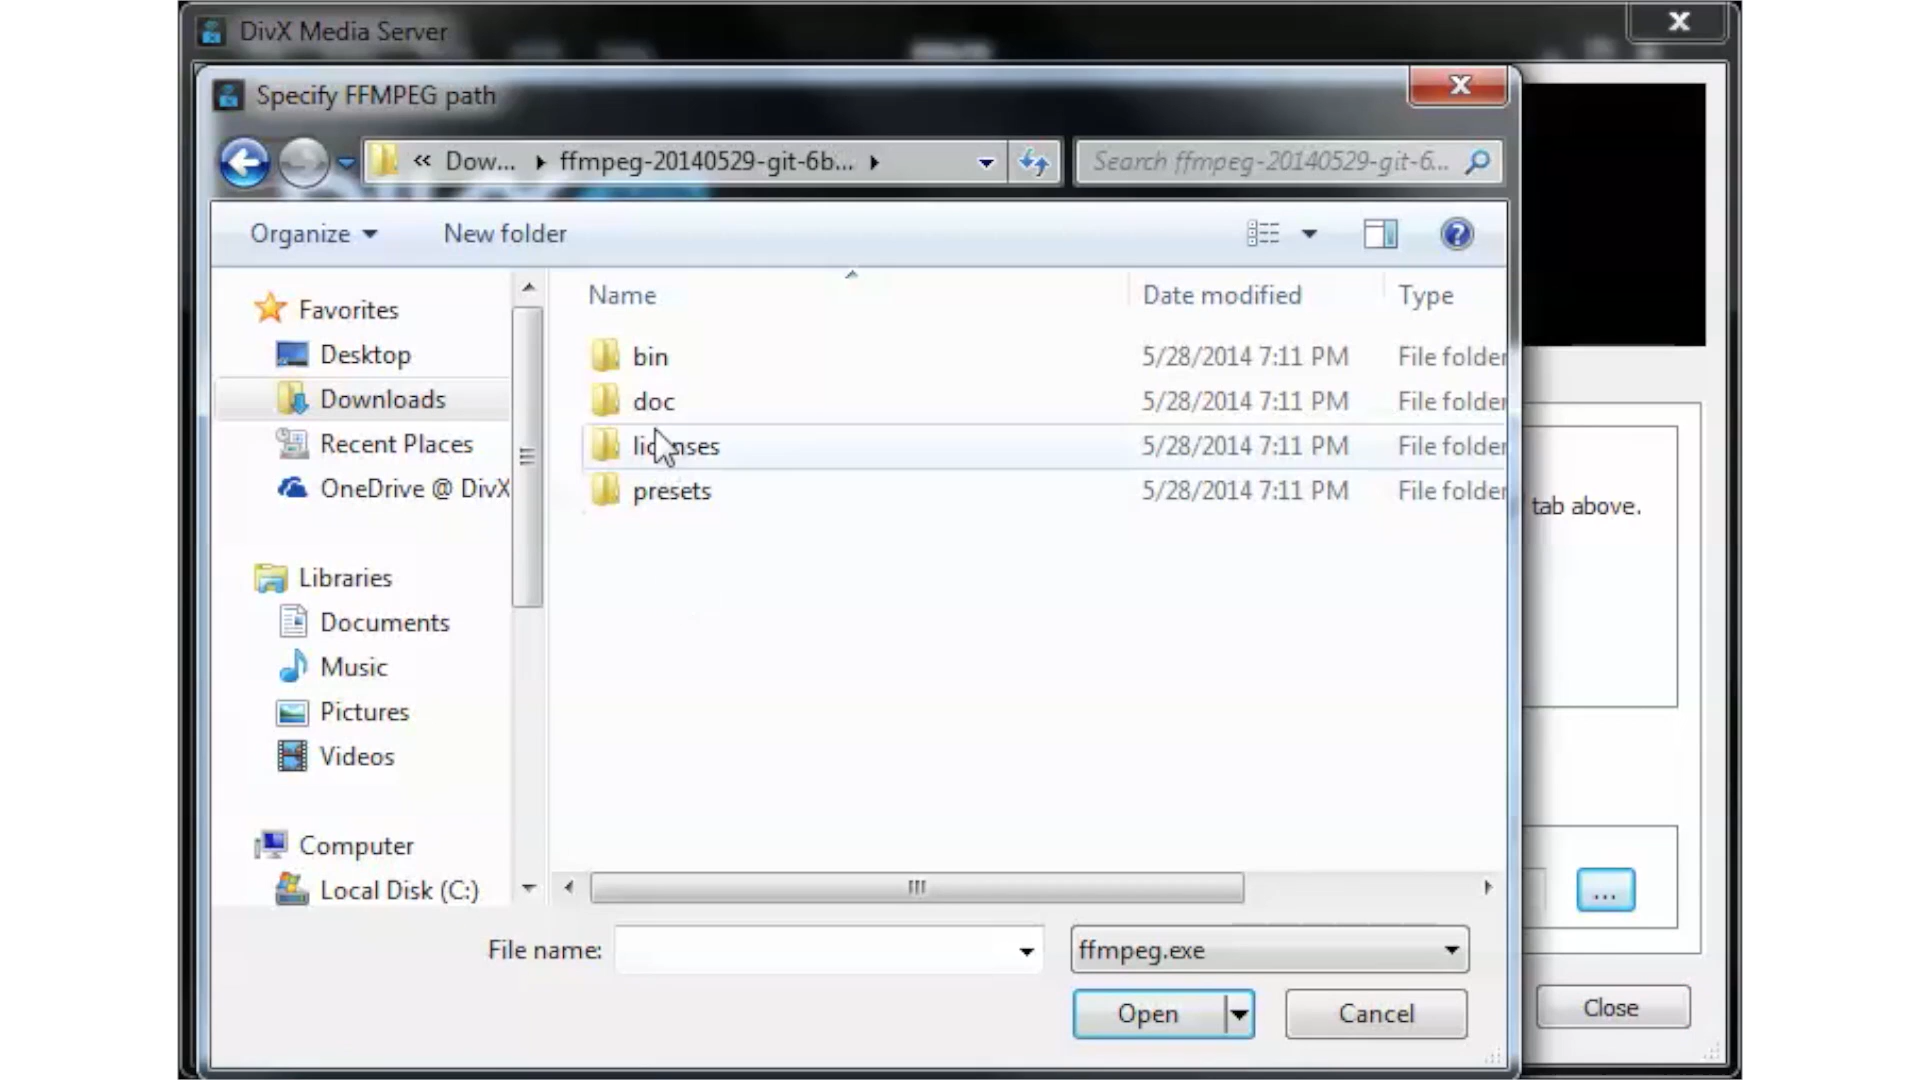 DivX Media Server
Specify FFMPEG path
« Dow... ffmpeg-20140529-git-6b... Search ffmpeg-20140529-git-6...
Organize New folder
Name Date modified Type
Favorites
Desktop
Downloads
Recent Places
OneDrive @ DivX
Libraries
Documents
Music
Pictures
Videos
Computer
Local Disk (C:)
bin 5/28/2014 7:11 PM File folder
doc 5/28/2014 7:11 PM File folder
licenses 5/28/2014 7:11 PM File folder
presets 5/28/2014 7:11 PM File folder
tab above.
...
File name: ffmpeg.exe
Open Cancel
Close